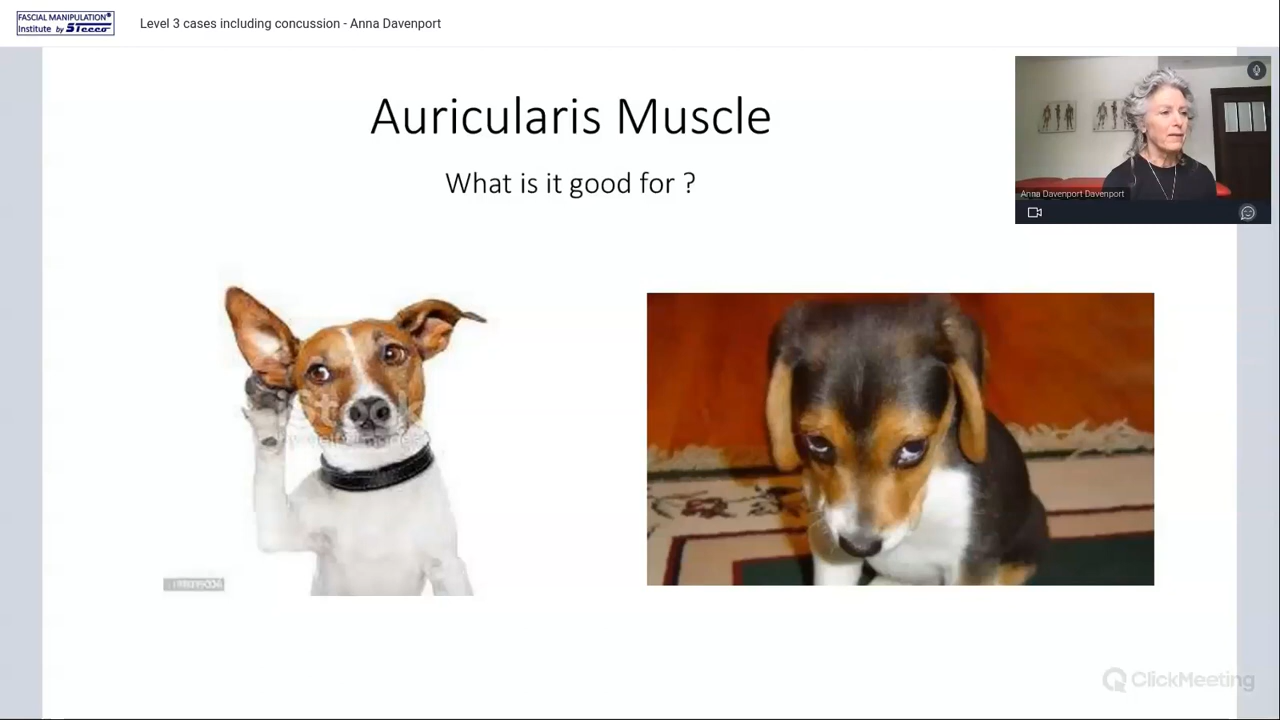 FASCIAL MANIPULATION®
Institute by Stecco
Level 3 cases including concussion - Anna Davenport
Auricularis Muscle
What is it good for ?
Anna Davenport Davenport
iStock
ClickMeeting